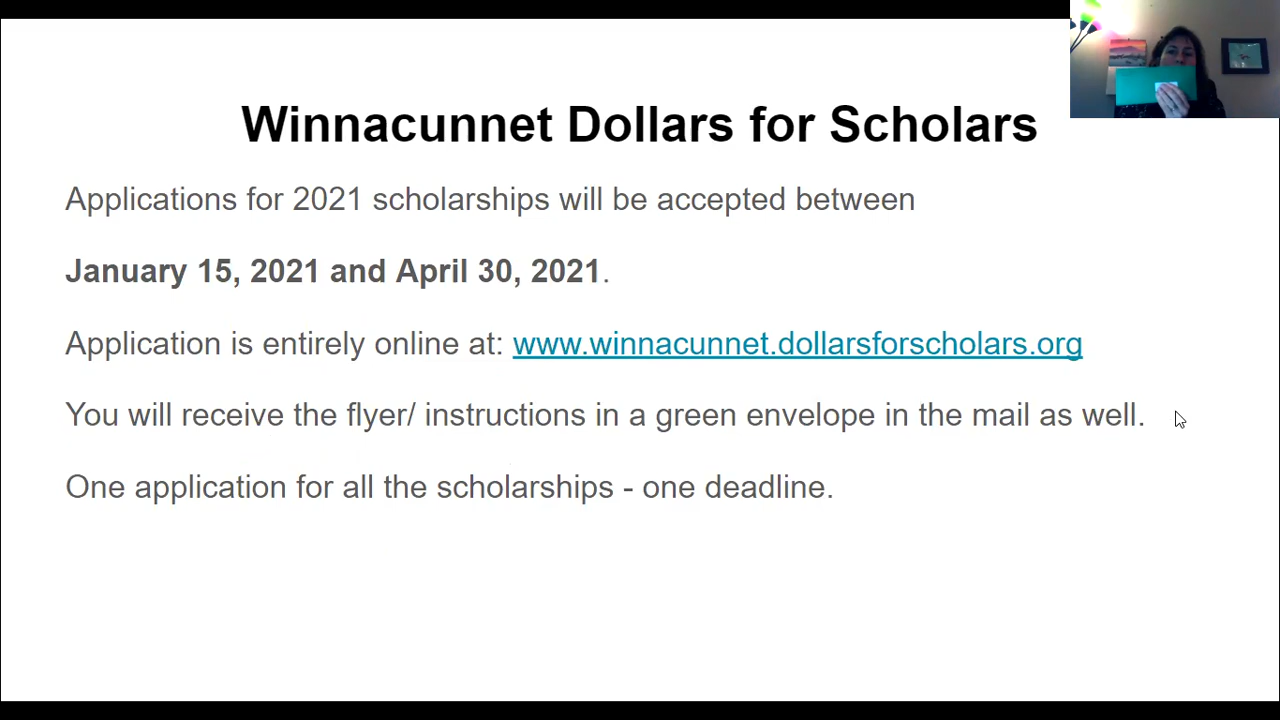 Winnacunnet Dollars for Scholars
Applications for 2021 scholarships will be accepted between
January 15, 2021 and April 30, 2021.
Application is entirely online at: www.winnacunnet.dollarsforscholars.org
You will receive the flyer/ instructions in a green envelope in the mail as well.
One application for all the scholarships - one deadline.